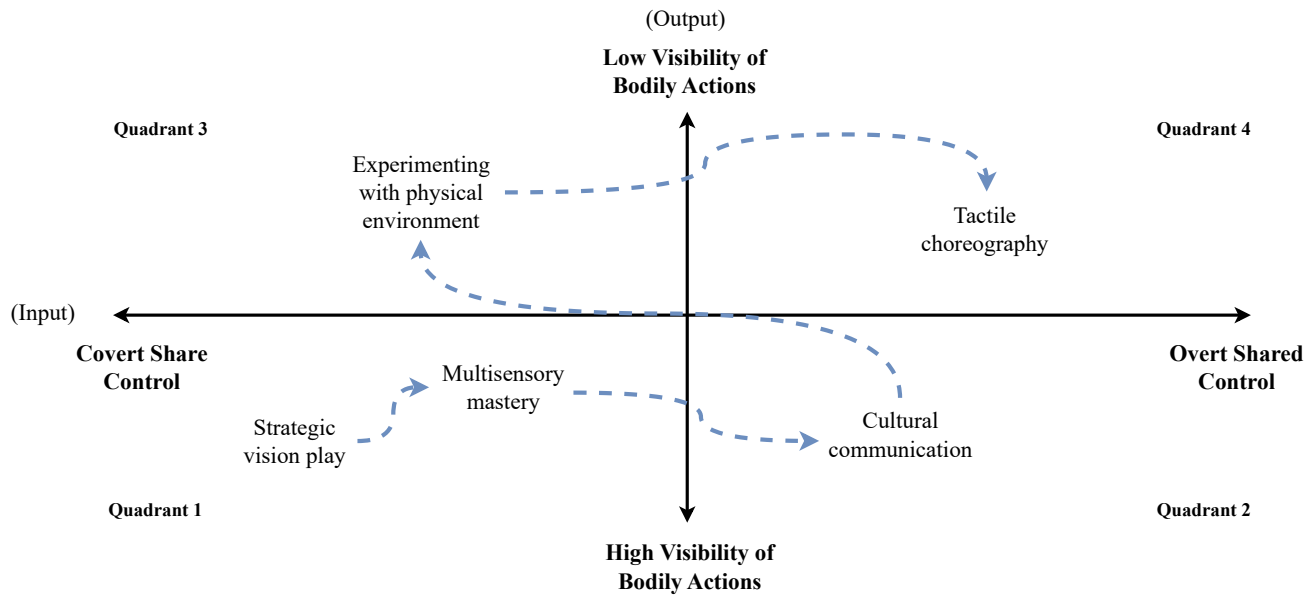 (Output)
Low Visibility of
Bodily Actions
Quadrant 3
Quadrant 4
Experimenting
with physical
environment
Tactile
choreography
(Input)
Covert Share
Control
Overt Shared
Control
Multisensory
mastery
Strategic
vision play
Cultural
communication
Quadrant 1
Quadrant 2
High Visibility of
Bodily Actions